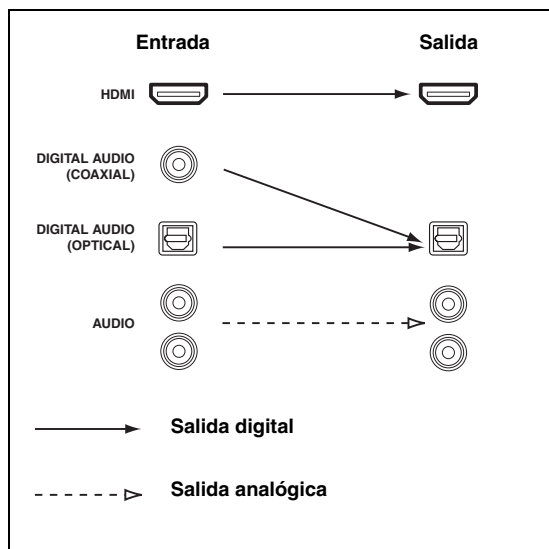 Entrada Salida
HDMI
DIGITAL AUDIO
(COAXIAL)
DIGITAL AUDIO
(OPTICAL)
AUDIO
Salida digital
Salida analógica